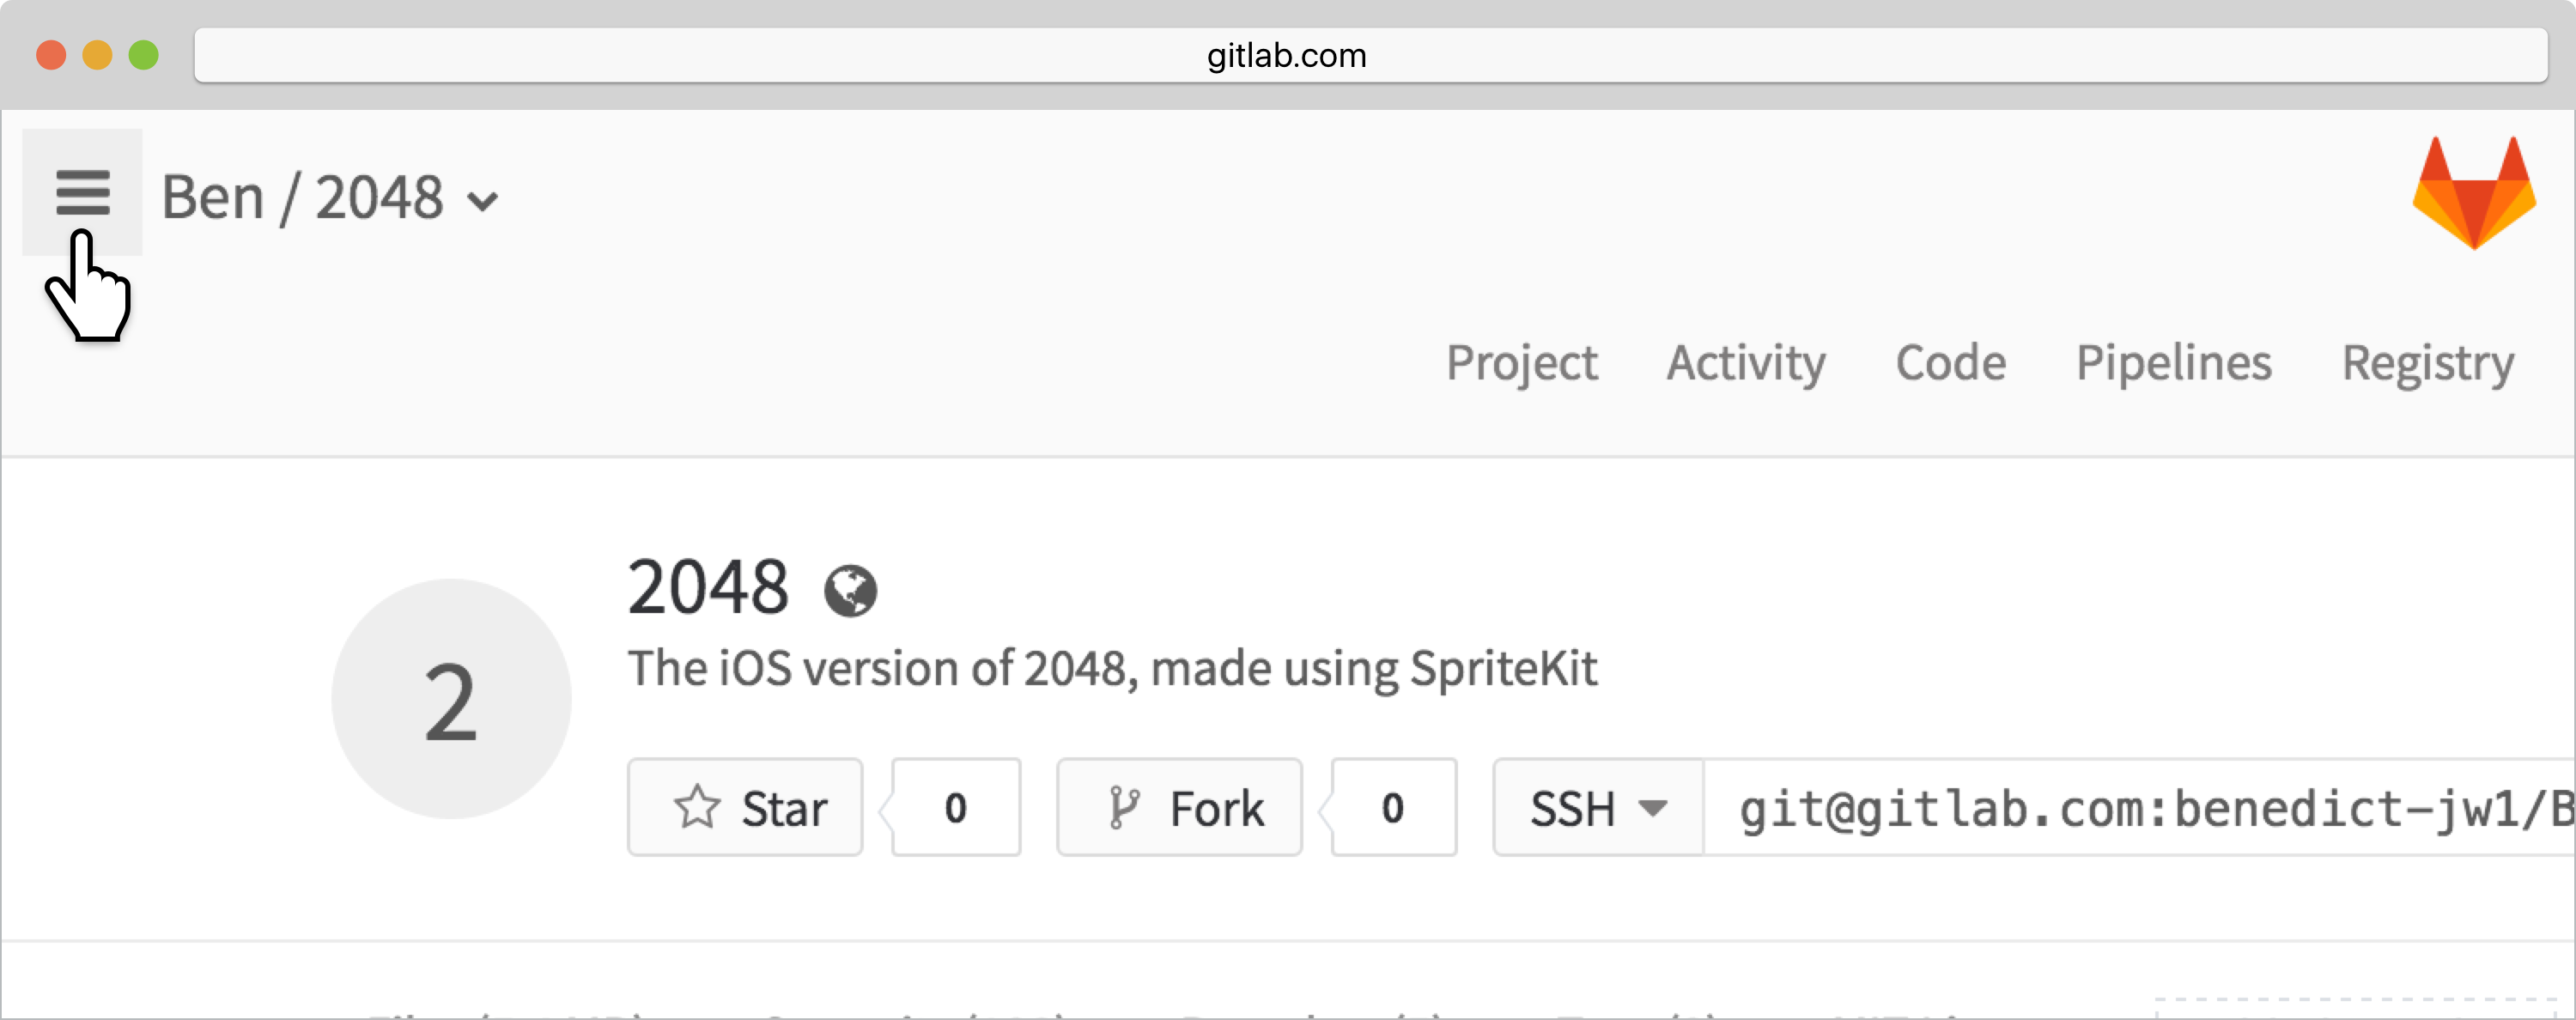 gitlab.com
Ben / 2048
Project Activity Code Pipelines Registry
2048
2
The iOS version of 2048, made using SpriteKit
Star 0 Fork 0 SSH git@gitlab.com:benedict-jw1/B